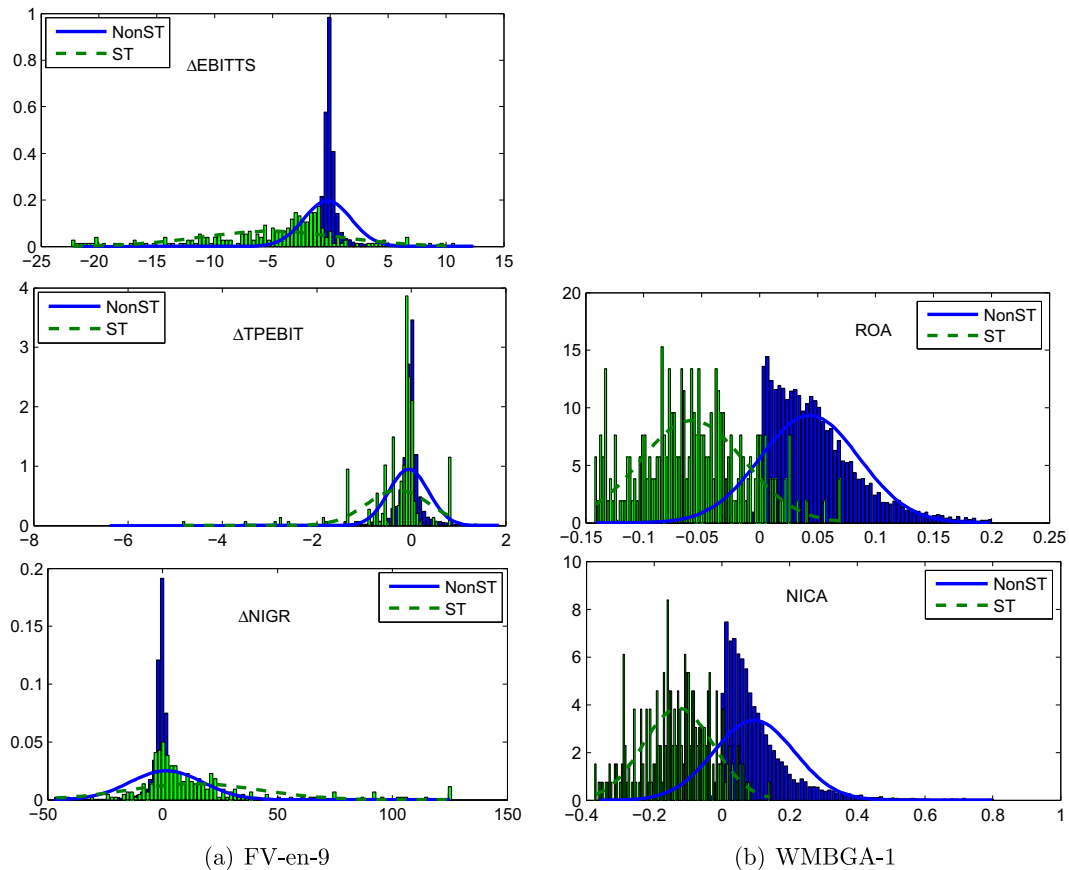 NonST
ST
ΔEBITTS
1
0.8
0.6
0.4
0.2
0
−25 −20 −15 −10 −5 0 5 10 15
NonST
ST
ΔTPEBIT
4
3
2
1
0
−8 −6 −4 −2 0 2
NonST
ST
ΔNIGR
0.2
0.15
0.1
0.05
0
−50 0 50 100 150
(a) FV-en-9
NonST
ST
ROA
20
15
10
5
0
−0.15 −0.1 −0.05 0 0.05 0.1 0.15 0.2 0.25
NonST
ST
NICA
10
8
6
4
2
0
−0.4 −0.2 0 0.2 0.4 0.6 0.8 1
(b) WMBGA-1